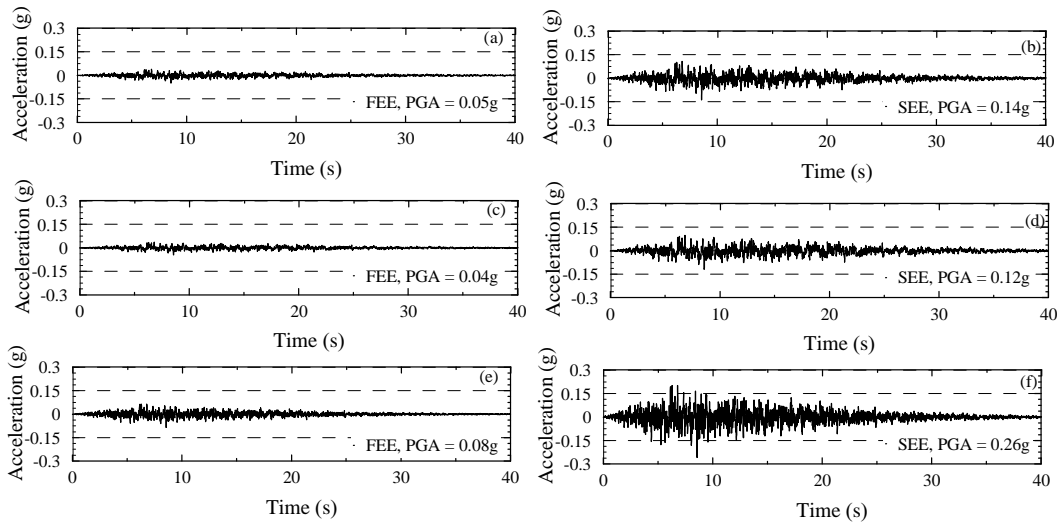 Acceleration (g)
0.3
0.15
0
-0.15
-0.3
(a)
FEE, PGA = 0.05g
0 10 20 30 40
Time (s)
Acceleration (g)
0.3
0.15
0
-0.15
-0.3
(b)
SEE, PGA = 0.14g
0 10 20 30 40
Time (s)
Acceleration (g)
0.3
0.15
0
-0.15
-0.3
(c)
FEE, PGA = 0.04g
0 10 20 30 40
Time (s)
Acceleration (g)
0.3
0.15
0
-0.15
-0.3
(d)
SEE, PGA = 0.12g
0 10 20 30 40
Time (s)
Acceleration (g)
0.3
0.15
0
-0.15
-0.3
(e)
FEE, PGA = 0.08g
0 10 20 30 40
Time (s)
Acceleration (g)
0.3
0.15
0
-0.15
-0.3
(f)
SEE, PGA = 0.26g
0 10 20 30 40
Time (s)